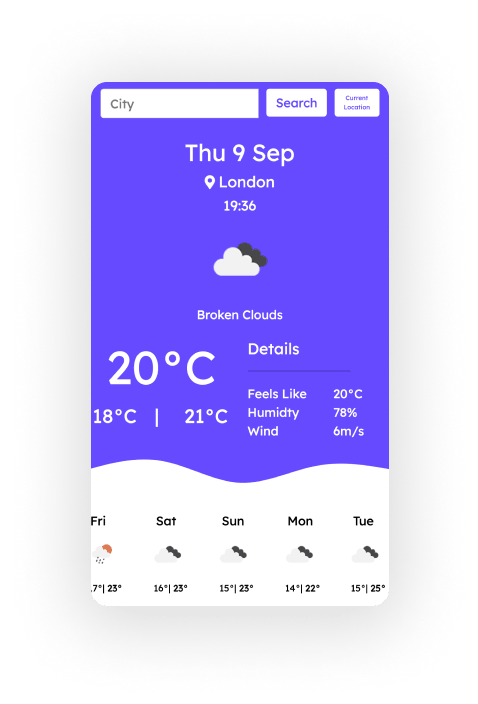 City Search Current
Location
Thu 9 Sep
London
19:36
Broken Clouds
20°C
18°C | 21°C
Details
Feels Like 20°C
Humidty 78%
Wind 6m/s
Fri Sat Sun Mon Tue
7°| 23° 16°| 23° 15°| 23° 14°| 22° 15°| 25°